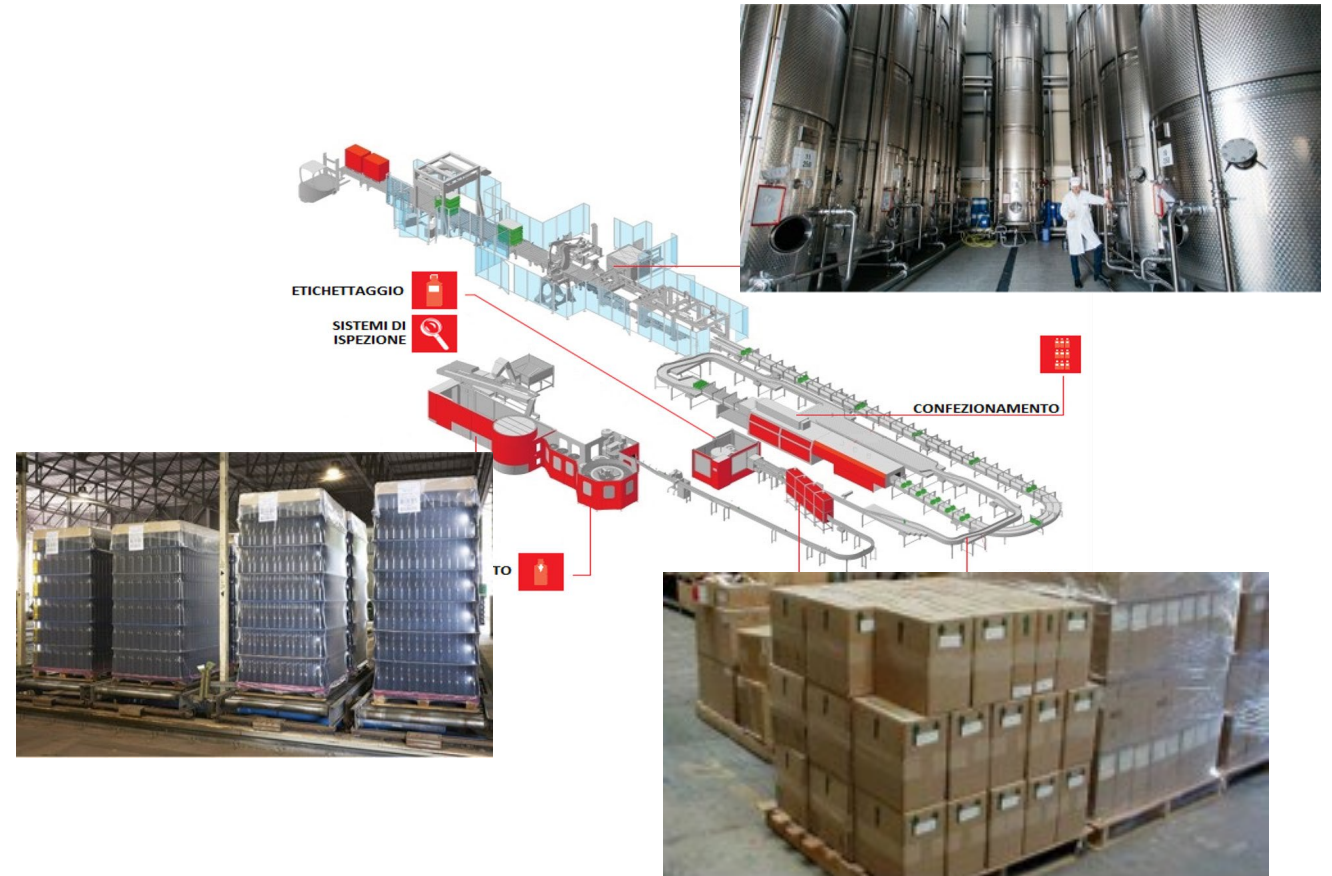 ETICHETTAGGIO
SISTEMI DI
ISPEZIONE
CONFEZIONAMENTO
TO